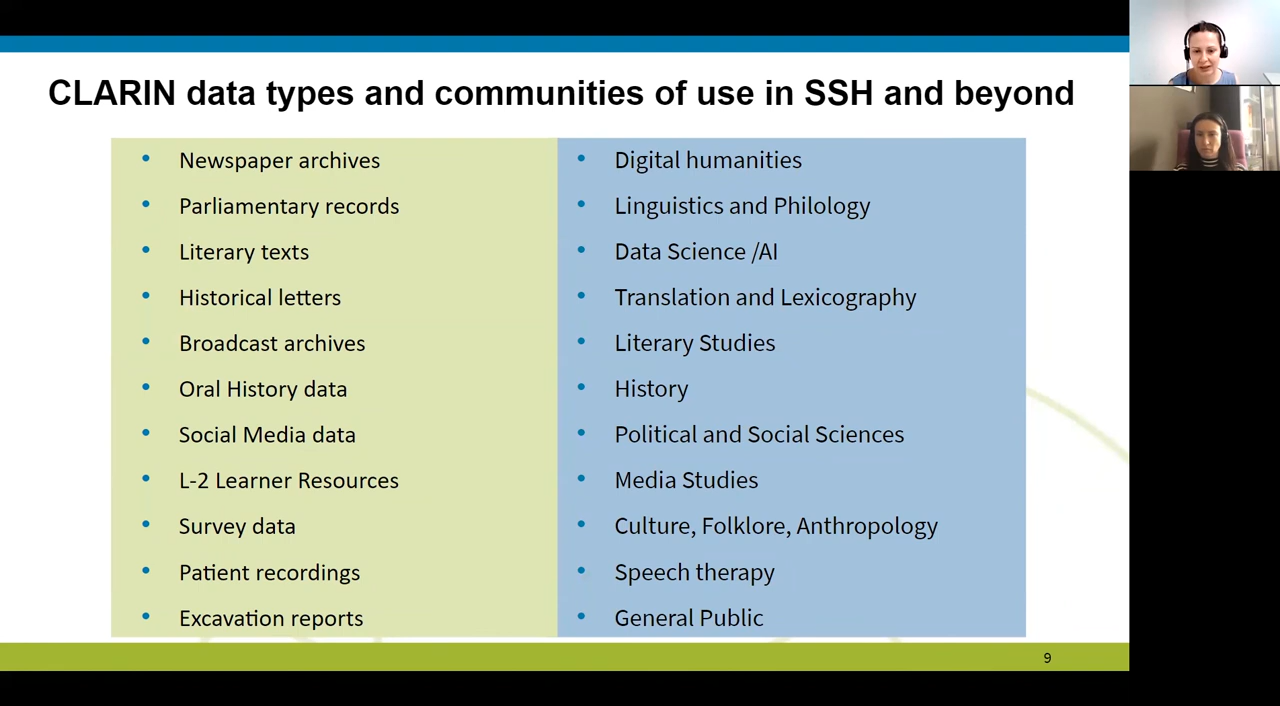 CLARIN data types and communities of use in SSH and beyond
• Newspaper archives
• Parliamentary records
• Literary texts
• Historical letters
• Broadcast archives
• Oral History data
• Social Media data
• L-2 Learner Resources
• Survey data
• Patient recordings
• Excavation reports
• Digital humanities
• Linguistics and Philology
• Data Science /AI
• Translation and Lexicography
• Literary Studies
• History
• Political and Social Sciences
• Media Studies
• Culture, Folklore, Anthropology
• Speech therapy
• General Public
9